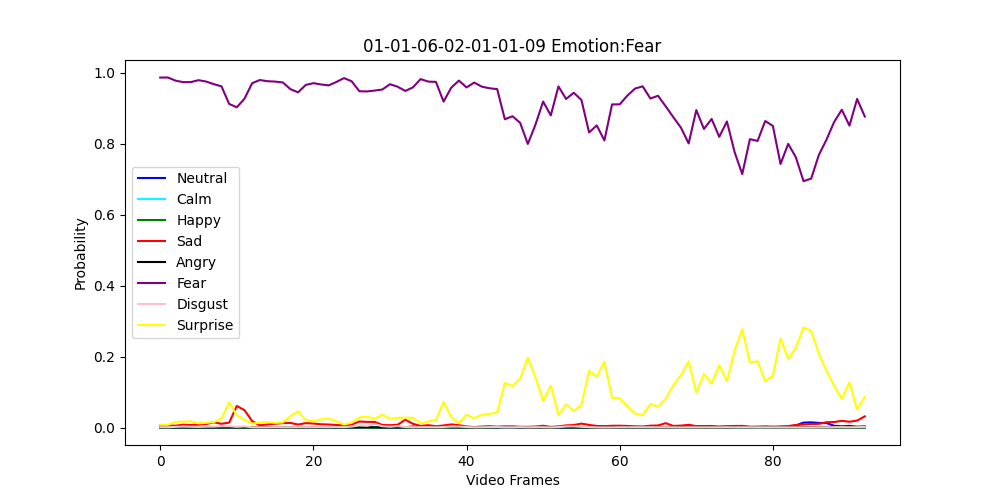 01-01-06-02-01-01-09 Emotion:Fear
Probability
1.0
0.8
0.6
0.4
0.2
0.0
Neutral
Calm
Happy
Sad
Angry
Fear
Disgust
Surprise
0 20 40 60 80
Video Frames